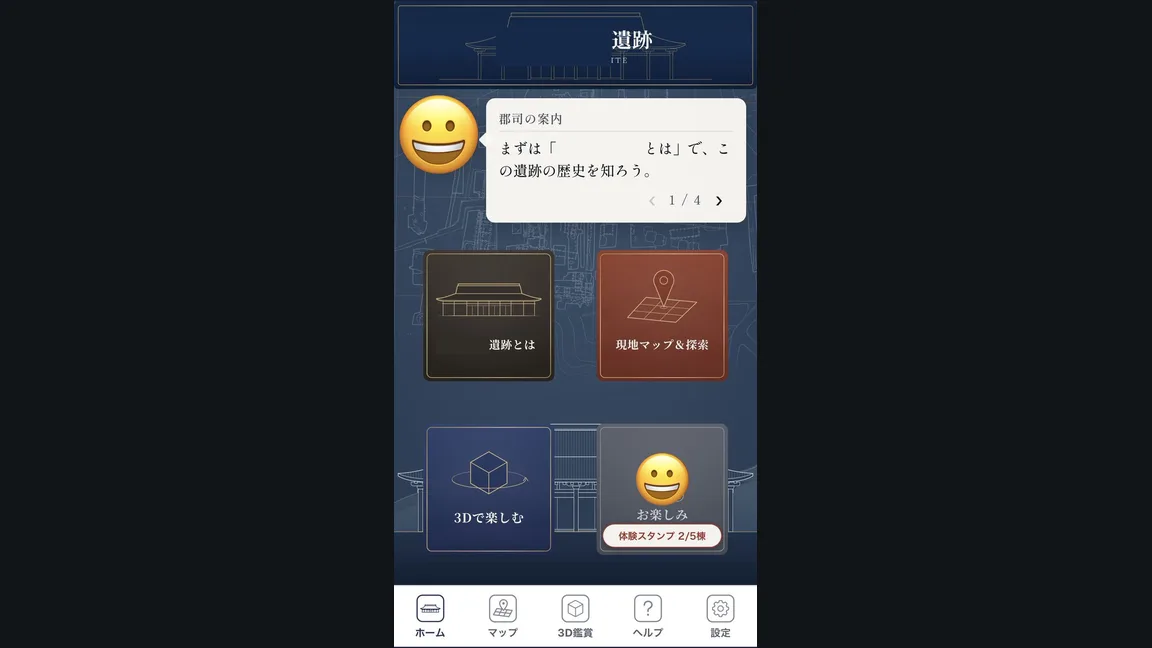 遺跡
ITE
郡司の案内
まずは「 とは」で、こ
の遺跡の歴史を知ろう。
1 / 4
遺跡とは
現地マップ&探索
3Dで楽しむ
お楽しみ
体験スタンプ 2/5棟
ホーム
マップ
3D鑑賞
ヘルプ
設定